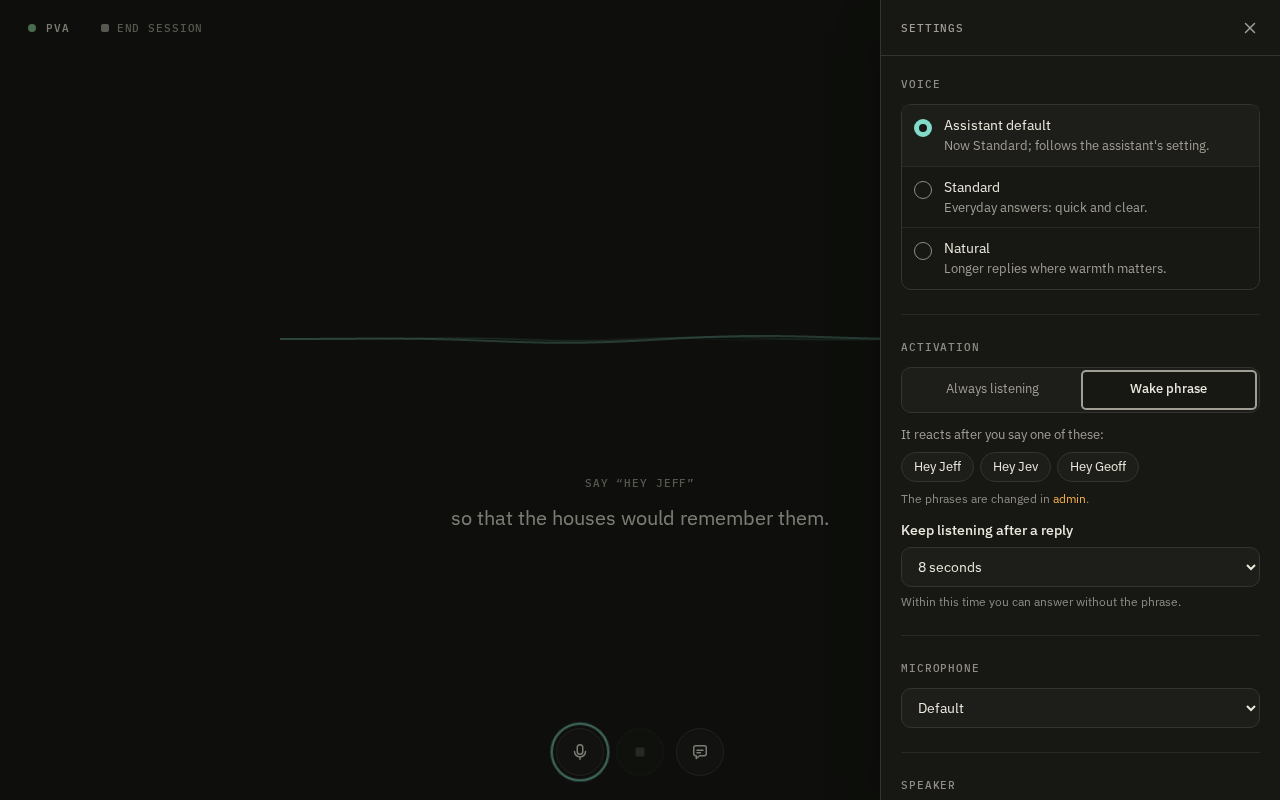 PVA
END SESSION
SAY “HEY JEFF”
so that the houses would remember them.
SETTINGS
VOICE
Assistant default
Now Standard; follows the assistant's setting.
Standard
Everyday answers: quick and clear.
Natural
Longer replies where warmth matters.
ACTIVATION
Always listening
Wake phrase
It reacts after you say one of these:
Hey Jeff
Hey Jev
Hey Geoff
The phrases are changed in admin.
Keep listening after a reply
8 seconds
Within this time you can answer without the phrase.
MICROPHONE
Default
SPEAKER